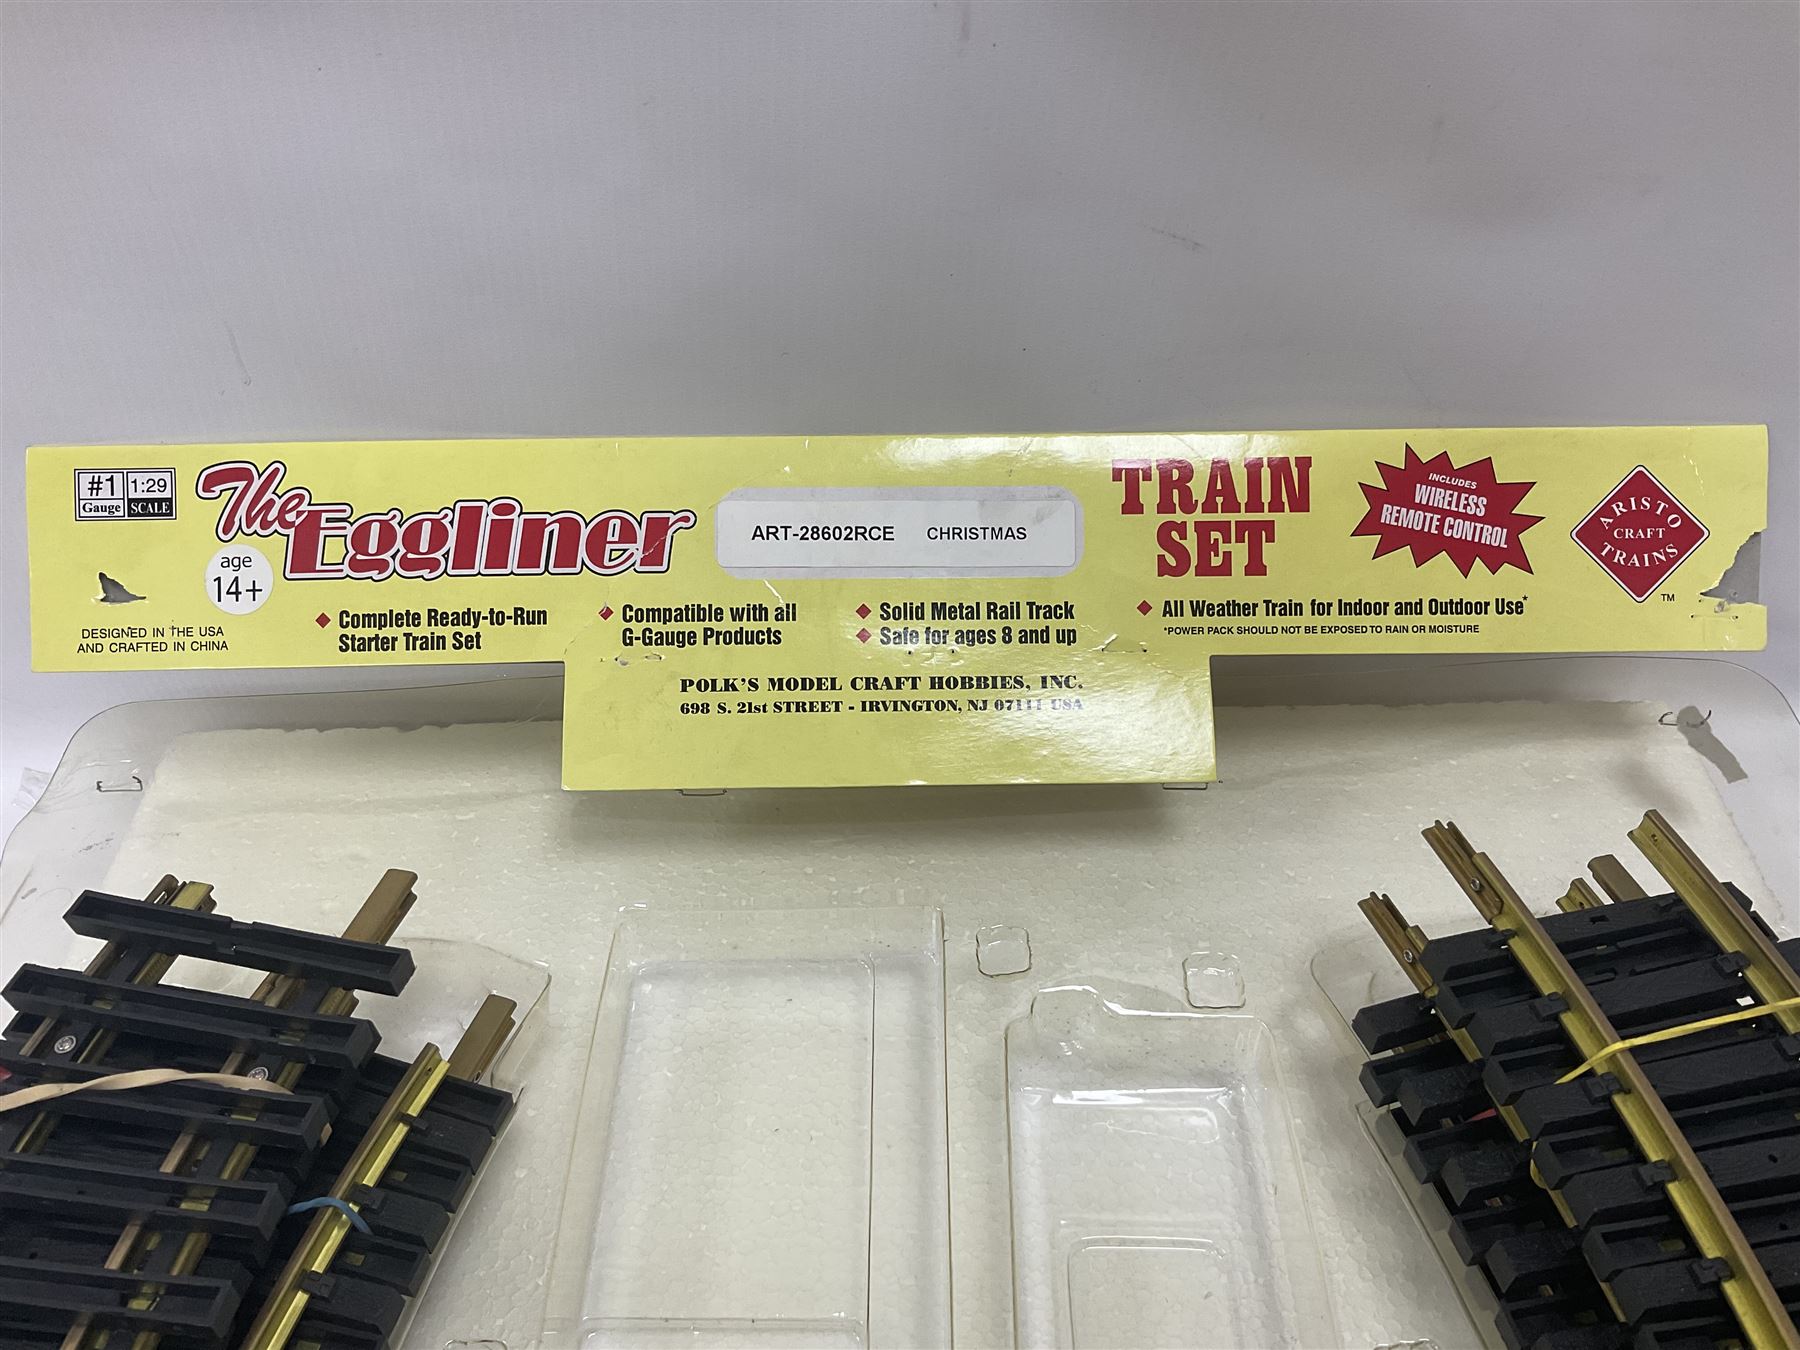 #1 1:29
Gauge SCALE
The Eggliner
age
14+
DESIGNED IN THE USA
AND CRAFTED IN CHINA
ART-28602RCE CHRISTMAS
TRAIN
SET
INCLUDES
WIRELESS
REMOTE CONTROL
ARISTO
CRAFT
TRAINS
TM
Complete Ready-to-Run
Starter Train Set
Compatible with all
G-Gauge Products
Solid Metal Rail Track
Safe for ages 8 and up
All Weather Train for Indoor and Outdoor Use*
*POWER PACK SHOULD NOT BE EXPOSED TO RAIN OR MOISTURE
POLK'S MODEL CRAFT HOBBIES, INC.
698 S. 21st STREET - IRVINGTON, NJ 07111 USA